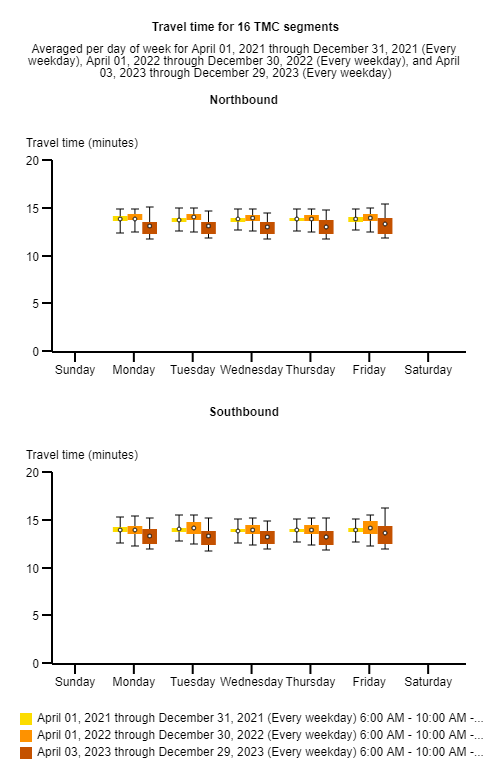 Travel time for 16 TMC segments
Averaged per day of week for April 01, 2021 through December 31, 2021 (Every
weekday), April 01, 2022 through December 30, 2022 (Every weekday), and April
03, 2023 through December 29, 2023 (Every weekday)
Northbound
Travel time (minutes)
20
15
10
5
0
Sunday Monday Tuesday Wednesday Thursday Friday Saturday
Southbound
Travel time (minutes)
20
15
10
5
0
Sunday Monday Tuesday Wednesday Thursday Friday Saturday
April 01, 2021 through December 31, 2021 (Every weekday) 6:00 AM - 10:00 AM -...
April 01, 2022 through December 30, 2022 (Every weekday) 6:00 AM - 10:00 AM -...
April 03, 2023 through December 29, 2023 (Every weekday) 6:00 AM - 10:00 AM -...